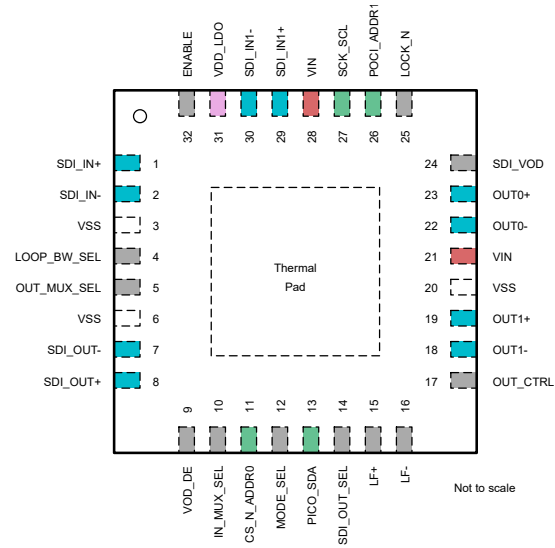 ENABLE
VDD_LDO
SDI_IN1-
SDI_IN1+
VIN
SCK_SCL
POCI_ADDR1
LOCK_N
32
31
30
29
28
27
26
25
SDI_IN+ 1
SDI_IN- 2
VSS 3
LOOP_BW_SEL 4
OUT_MUX_SEL 5
VSS 6
SDI_OUT- 7
SDI_OUT+ 8
Thermal
Pad
24 SDI_VOD
23 OUT0+
22 OUT0-
21 VIN
20 VSS
19 OUT1+
18 OUT1-
17 OUT_CTRL
9
10
11
12
13
14
15
16
VOD_DE
IN_MUX_SEL
CS_N_ADDR0
MODE_SEL
PICO_SDA
SDI_OUT_SEL
LF+
LF-
Not to scale